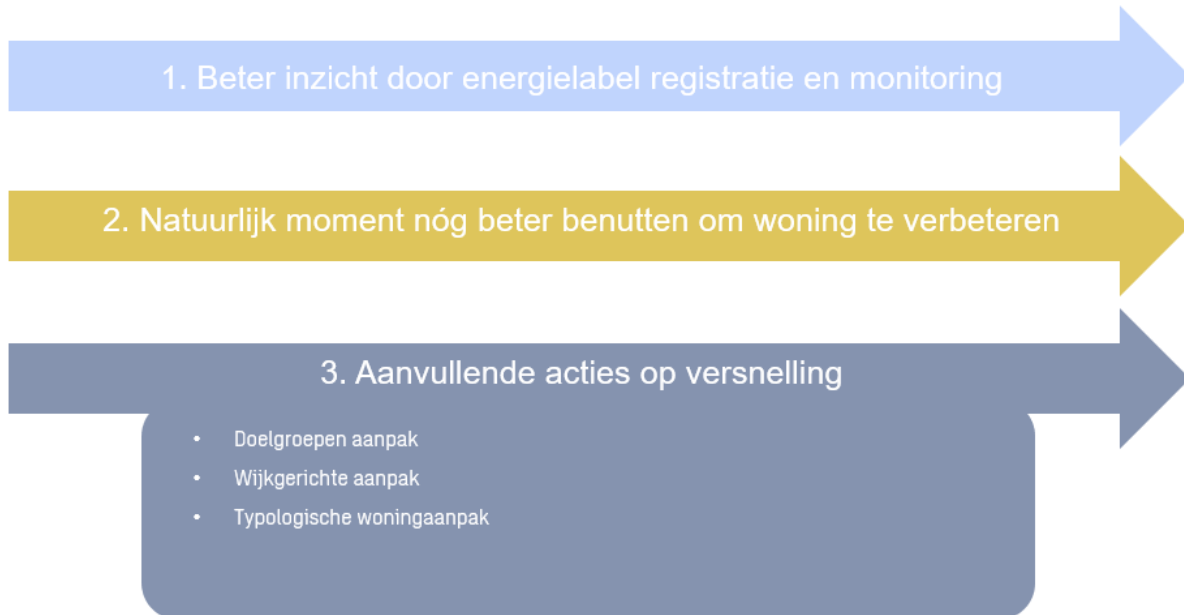 1. Beter inzicht door energielabel registratie en monitoring
2. Natuurlijk moment nóg beter benutten om woning te verbeteren
3. Aanvullende acties op versnelling
• Doelgroepen aanpak
• Wijkgerichte aanpak
• Typologische woningaanpak